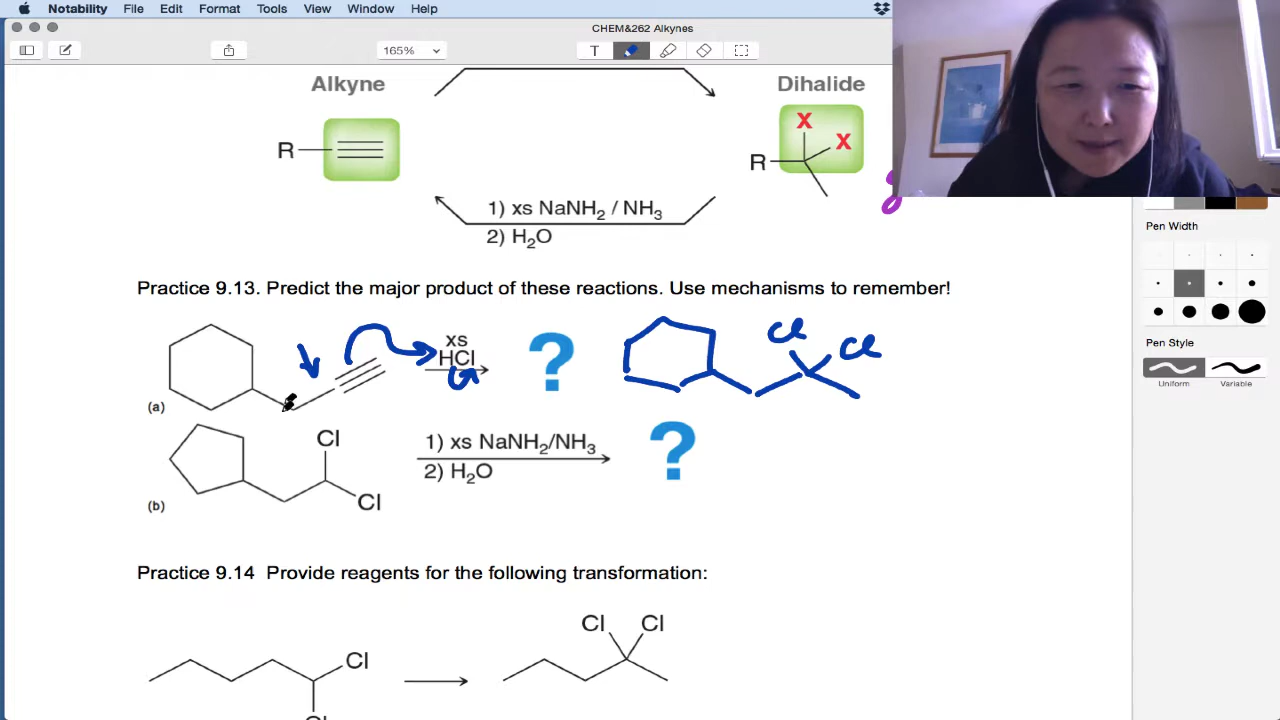 Notability File Edit Format Tools View Window Help
CHEM&262 Alkynes
165%
T
Alkyne
Dihalide
R
X
X
R
1) xs NaNH2 / NH3
2) H2O
Pen Width
Pen Style
Uniform Variable
Practice 9.13. Predict the major product of these reactions. Use mechanisms to remember!
xs
HCl
?
Cl
Cl
(a)
Cl
Cl
1) xs NaNH2/NH3
2) H2O
?
(b)
Practice 9.14 Provide reagents for the following transformation:
Cl Cl
Cl
Cl